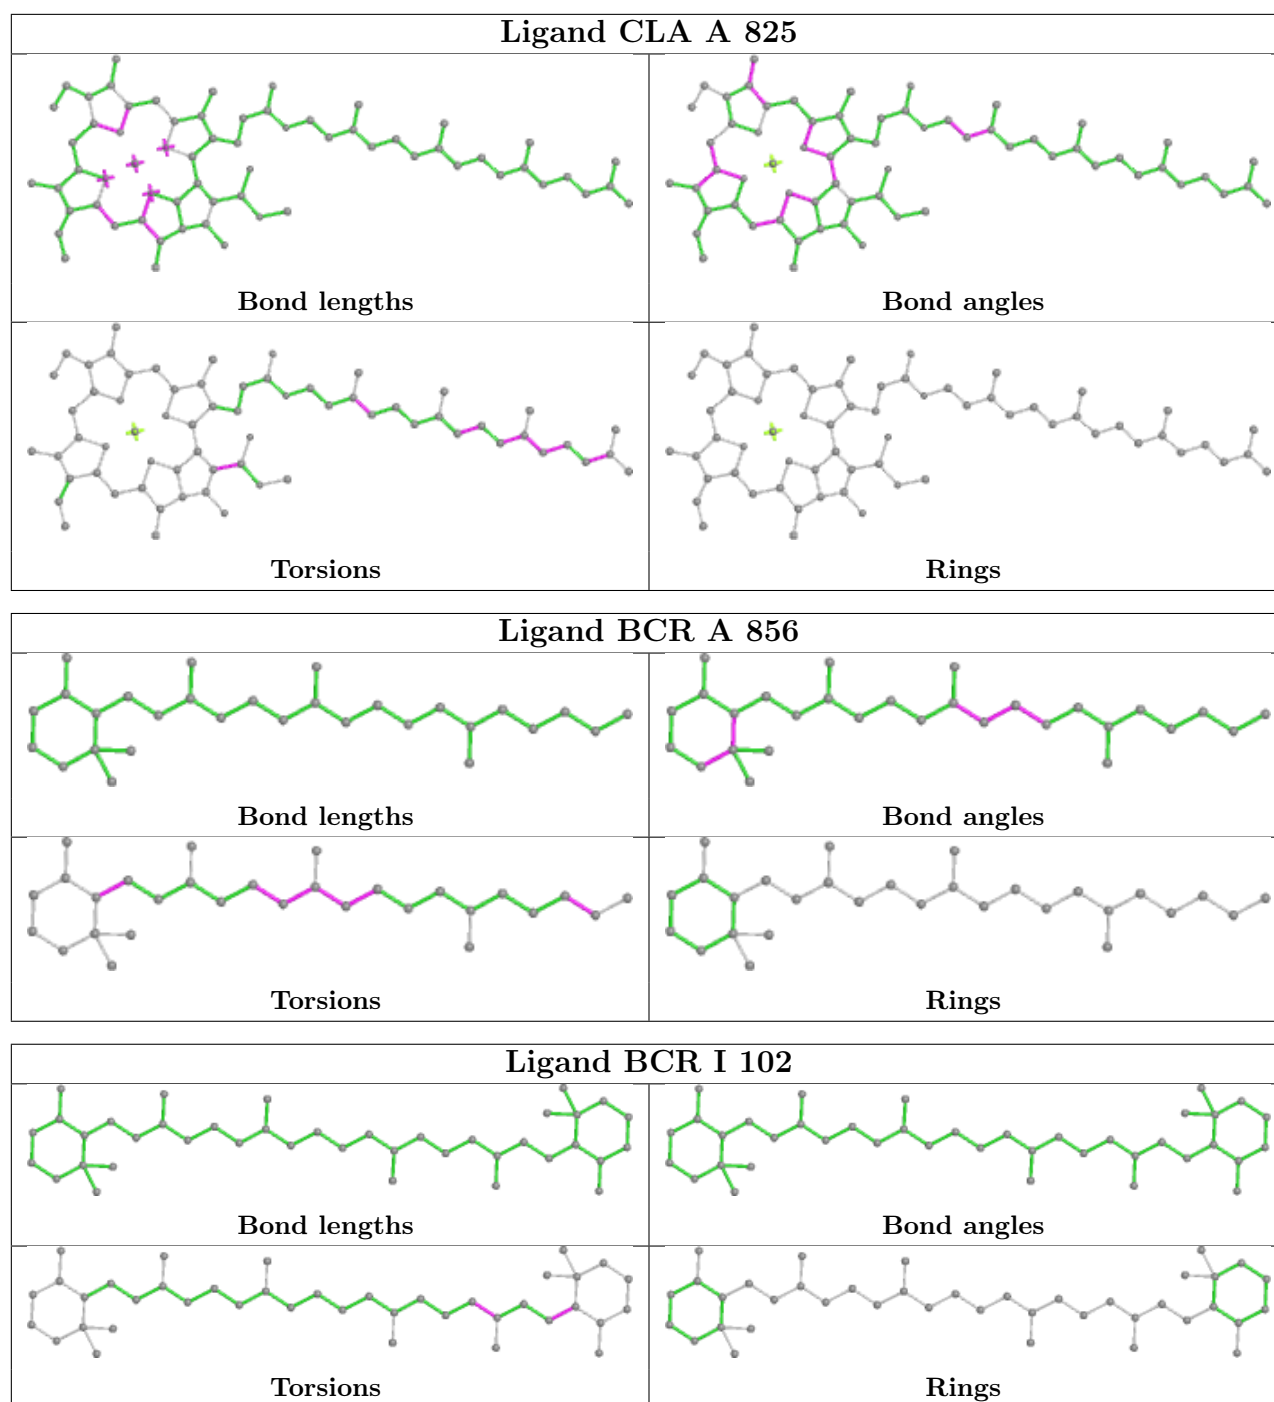 Ligand CLA A 825
Bond lengths
Bond angles
Torsions
Rings
Ligand BCR A 856
Bond lengths
Bond angles
Torsions
Rings
Ligand BCR I 102
Bond lengths
Bond angles
Torsions
Rings